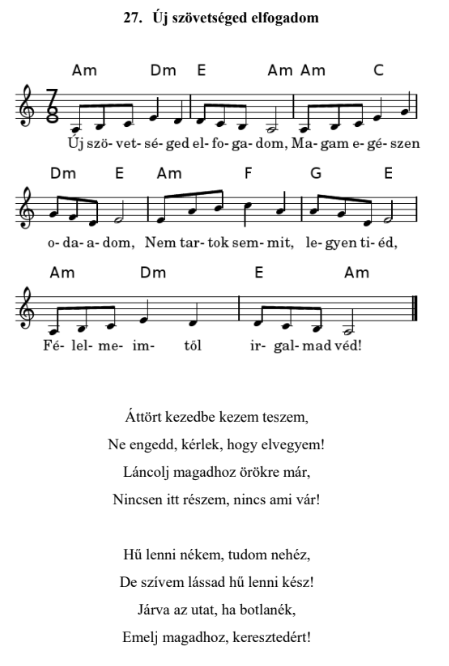 27. Új szövetséged elfogadom
Am Dm E Am Am C
7
8
Új szö- vet- sé- ged el- fo- ga- dom, Ma- gam e- gé- szen
Dm E Am F G E
o- da- a- dom, Nem tar- tok sem- mit, le- gyen ti- éd,
Am Dm E Am
Fé- lel- me- im- től ir- gal- mad véd!
Áttört kezedbe kezem teszem,
Ne engedd, kérlek, hogy elvegyem!
Láncolj magadhoz örökre már,
Nincsen itt részem, nincs ami vár!
Hű lenni nékem, tudom nehéz,
De szívem lássad hű lenni kész!
Járva az utat, ha botlanék,
Emelj magadhoz, keresztedért!